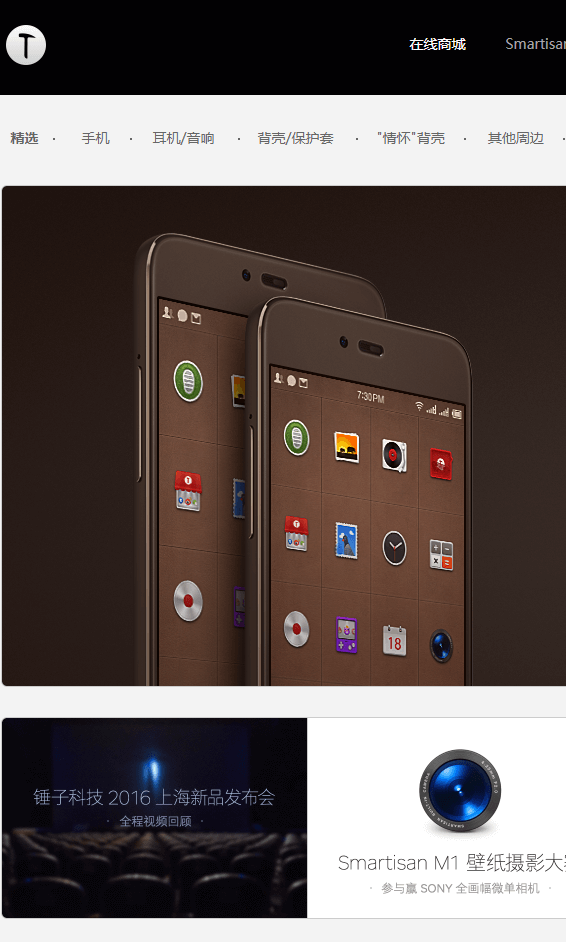 在线商城 Smartisan
精选 · 手机 · 耳机/音响 · 背壳/保护套 · "情怀"背壳 · 其他周边 ·
7:30PM
18
锤子科技 2016 上海新品发布会
· 全程视频回顾 ·
Smartisan M1 壁纸摄影大
· 参与赢 SONY 全画幅微单相机 ·